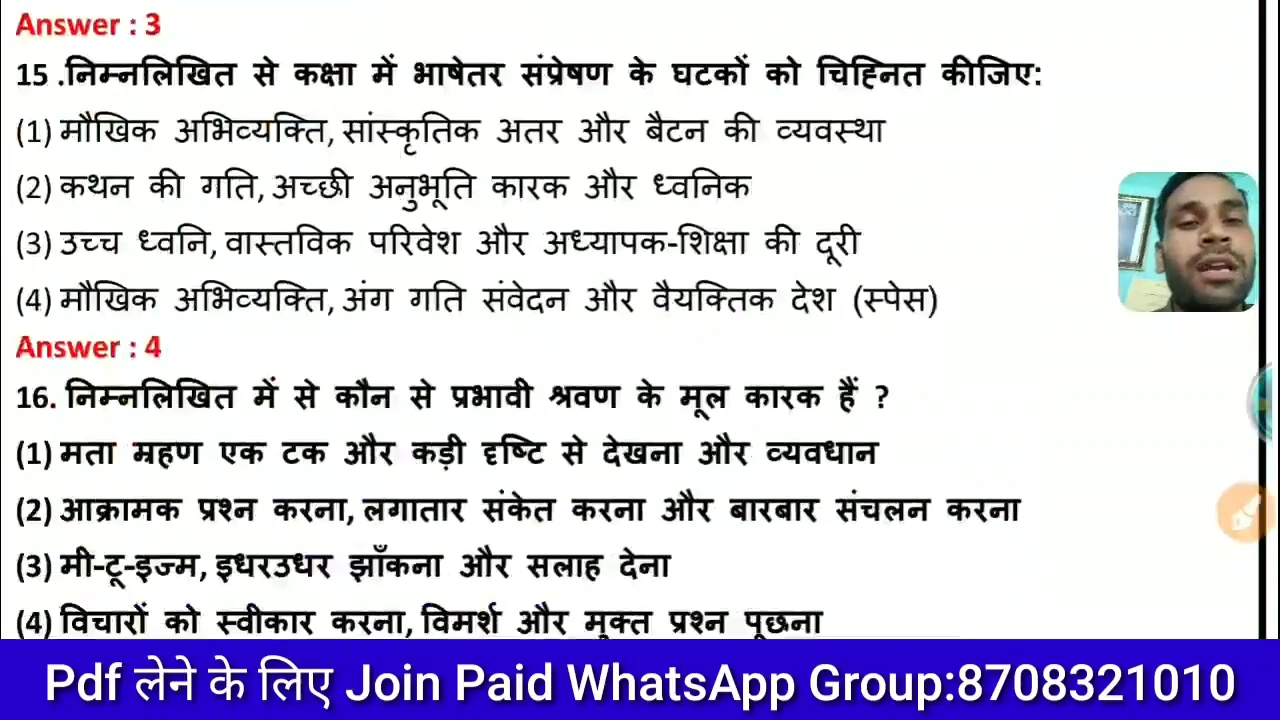 Answer : 3
15 .निम्नलिखित से कक्षा में भाषेतर संप्रेषण के घटकों को चिह्नित कीजिए:
(1) मौखिक अभिव्यक्ति, सांस्कृतिक अतर और बैटन की व्यवस्था
(2) कथन की गति, अच्छी अनुभूति कारक और ध्वनिक
(3) उच्च ध्वनि, वास्तविक परिवेश और अध्यापक-शिक्षा की दूरी
(4) मौखिक अभिव्यक्ति, अंग गति संवेदन और वैयक्तिक देश (स्पेस)
Answer : 4
16. निम्नलिखित में से कौन से प्रभावी श्रवण के मूल कारक हैं ?
(1) मता म्रहण एक टक और कड़ी दृष्टि से देखना और व्यवधान
(2) आक्रामक प्रश्न करना, लगातार संकेत करना और बारबार संचलन करना
(3) मी-टू-इज्म, इधरउधर झाँकना और सलाह देना
(4) विचारों को स्वीकार करना, विमर्श और मुक्त प्रश्न पूछना
Pdf लेने के लिए Join Paid WhatsApp Group:8708321010